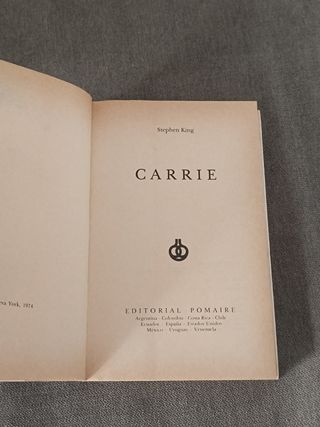 eva York, 1974
Stephen King
CARRIE
EDITORIAL POMAIRE
Argentina · Colombia · Costa Rica · Chile
Ecuador · España · Estados Unidos
México · Uruguay · Venezuela